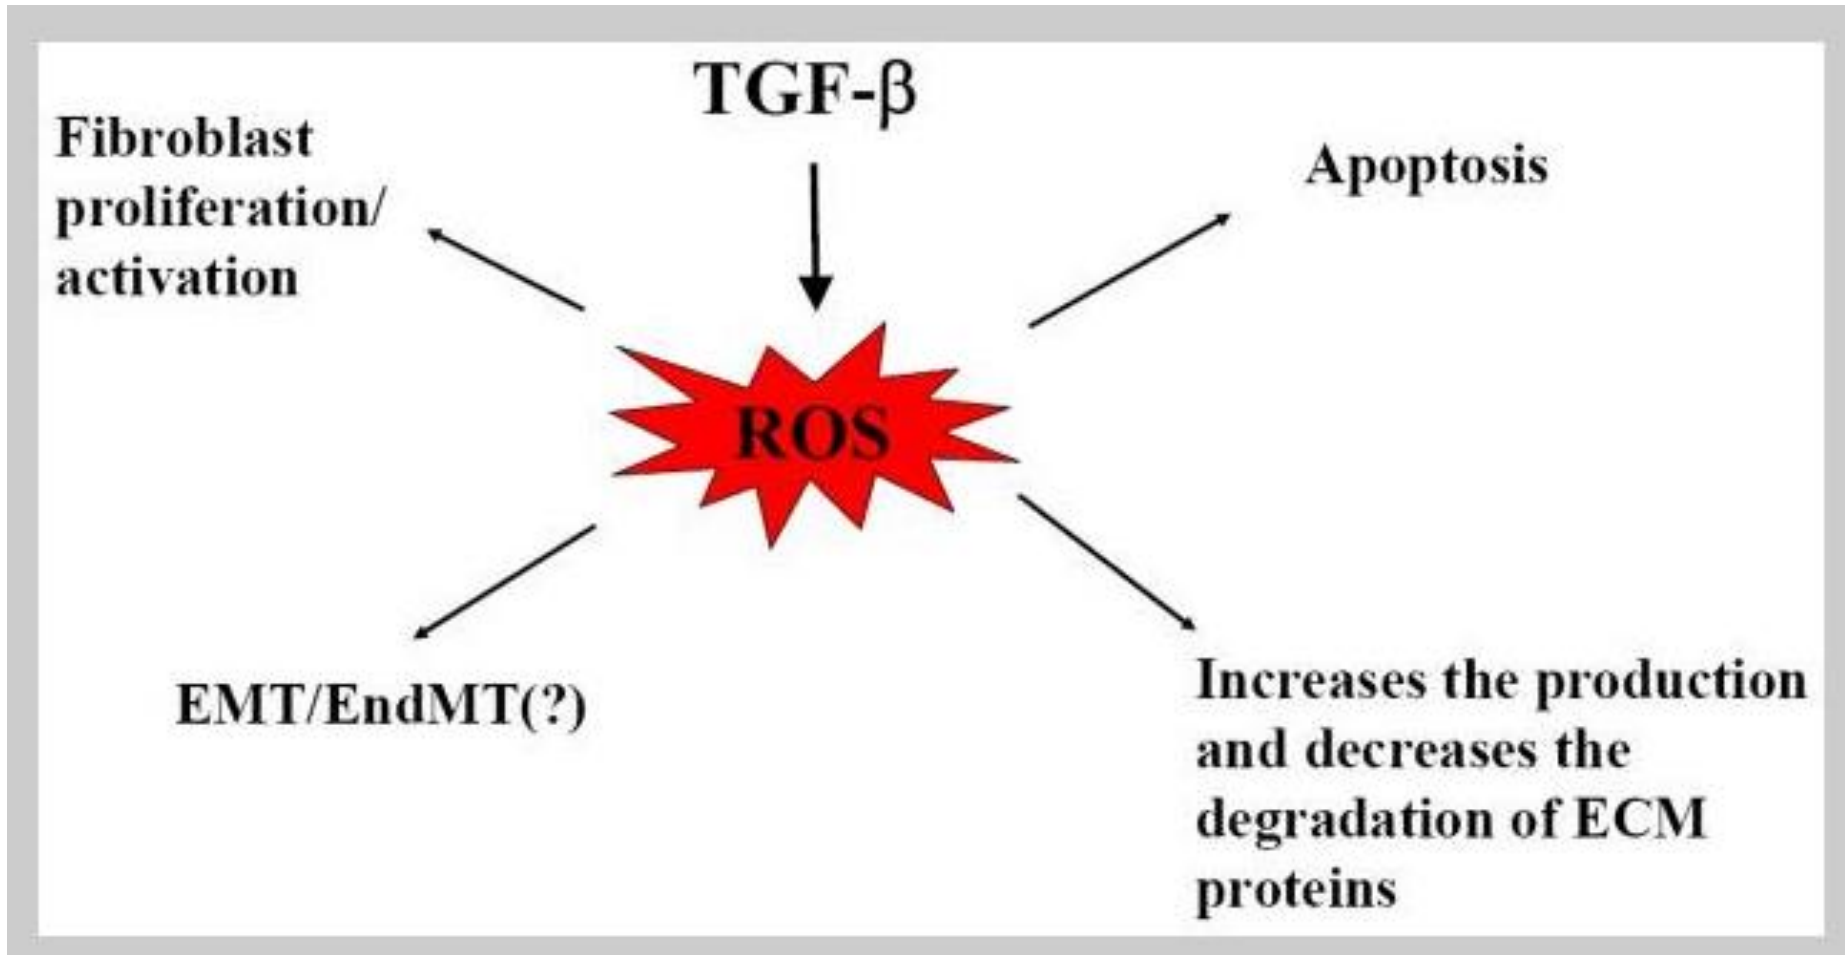 TGF-β
Fibroblast
proliferation/
activation
Apoptosis
ROS
EMT/EndMT(?)
Increases the production
and decreases the
degradation of ECM
proteins